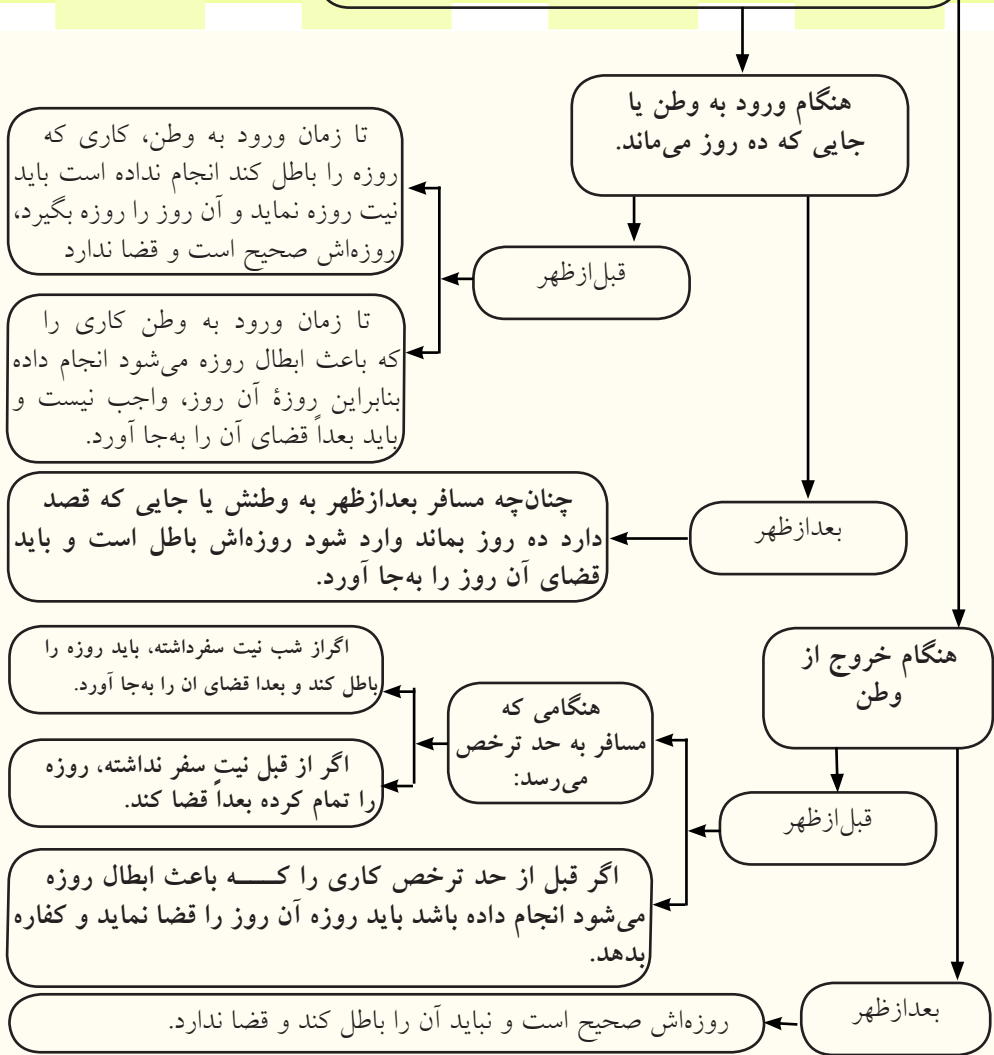 هنگام ورود به وطن یا
جایی که ده روز می‌ماند.
قبل‌ازظهر
تا زمان ورود به وطن، کاری که
روزه را باطل کند انجام نداده است باید
نیت روزه نماید و آن روز را روزه بگیرد،
روزه‌اش صحیح است و قضا ندارد
تا زمان ورود به وطن کاری را
که باعث ابطال روزه می‌شود انجام داده
بنابراین روزۀ آن روز، واجب نیست و
باید بعداً قضای آن را به‌جا آورد.
بعدازظهر
چنان‌چه مسافر بعدازظهر به وطنش یا جایی که قصد
دارد ده روز بماند وارد شود روزه‌اش باطل است و باید
قضای آن روز را به‌جا آورد.
هنگام خروج از
وطن
قبل‌ازظهر
هنگامی که
مسافر به حد ترخص
می‌رسد:
اگراز شب نیت سفرداشته، باید روزه را
باطل کند و بعدا قضای ان را به‌جا آورد.
اگر از قبل نیت سفر نداشته، روزه
را تمام کرده بعداً قضا کند.
اگر قبل از حد ترخص کاری را کـــه باعث ابطال روزه
می‌شود انجام داده باشد باید روزه آن روز را قضا نماید و کفاره
بدهد.
بعدازظهر
روزه‌اش صحیح است و نباید آن را باطل کند و قضا ندارد.